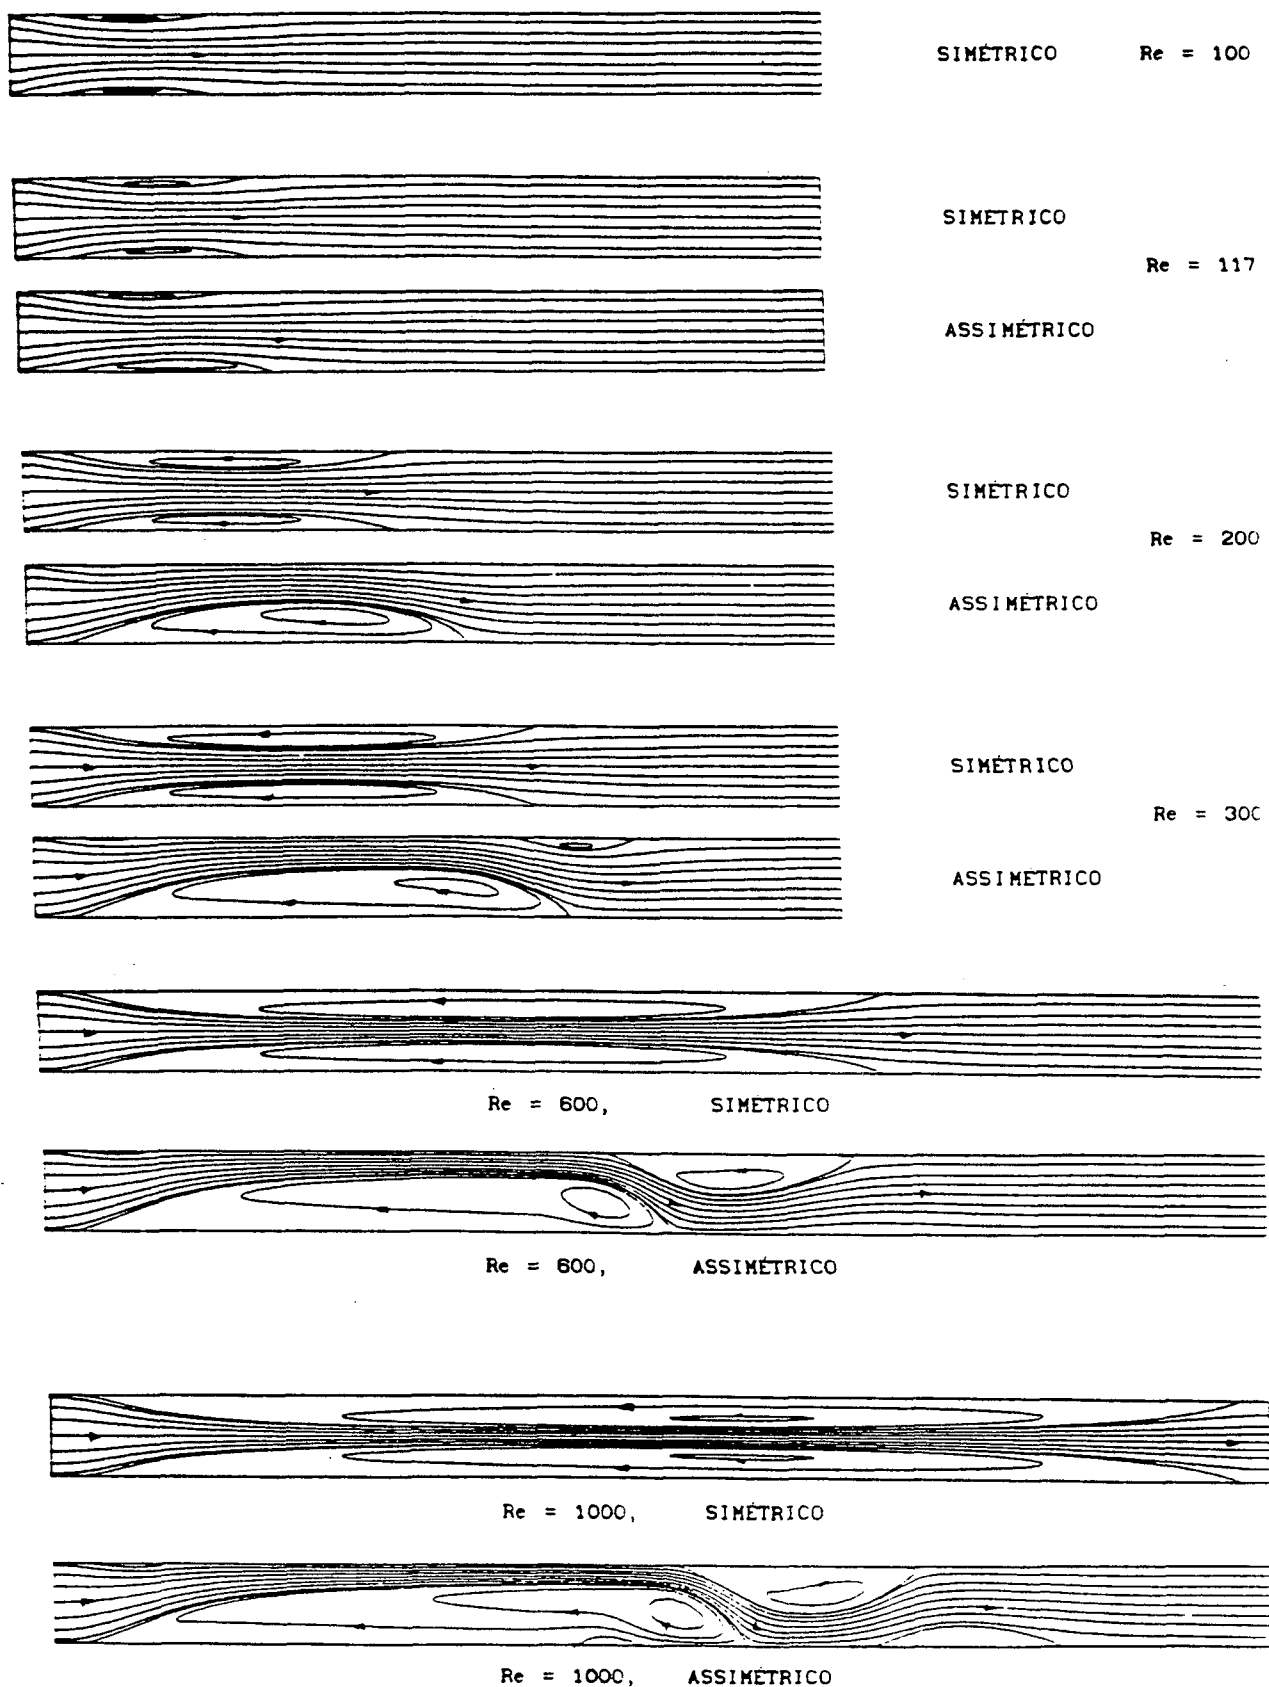 SIMÉTRICO Re = 100
SIMETRICO
Re = 117
ASSIMÉTRICO
SIMÉTRICO
Re = 200
ASSIMÉTRICO
SIMÉTRICO
Re = 300
ASSIMETRICO
Re = 600, SIMÉTRICO
Re = 600, ASSIMÉTRICO
Re = 1000, SIMÉTRICO
Re = 1000, ASSIMÉTRICO